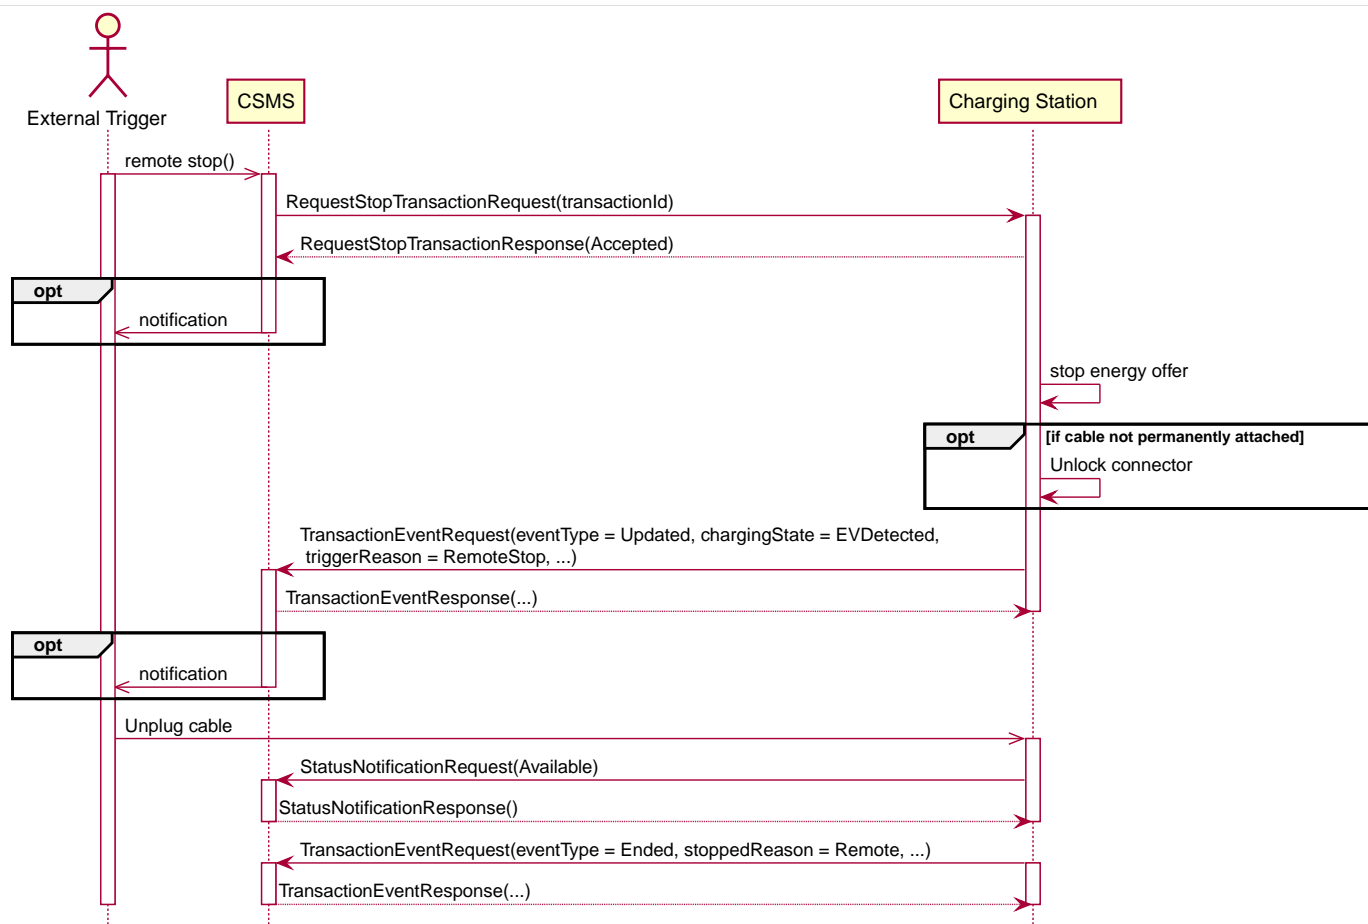 External Trigger
CSMS
Charging Station
remote stop()
RequestStopTransactionRequest(transactionId)
RequestStopTransactionResponse(Accepted)
opt
notification
stop energy offer
opt
[if cable not permanently attached]
Unlock connector
TransactionEventRequest(eventType = Updated, chargingState = EVDetected,
triggerReason = RemoteStop, ...)
TransactionEventResponse(...)
opt
notification
Unplug cable
StatusNotificationRequest(Available)
StatusNotificationResponse()
TransactionEventRequest(eventType = Ended, stoppedReason = Remote, ...)
TransactionEventResponse(...)